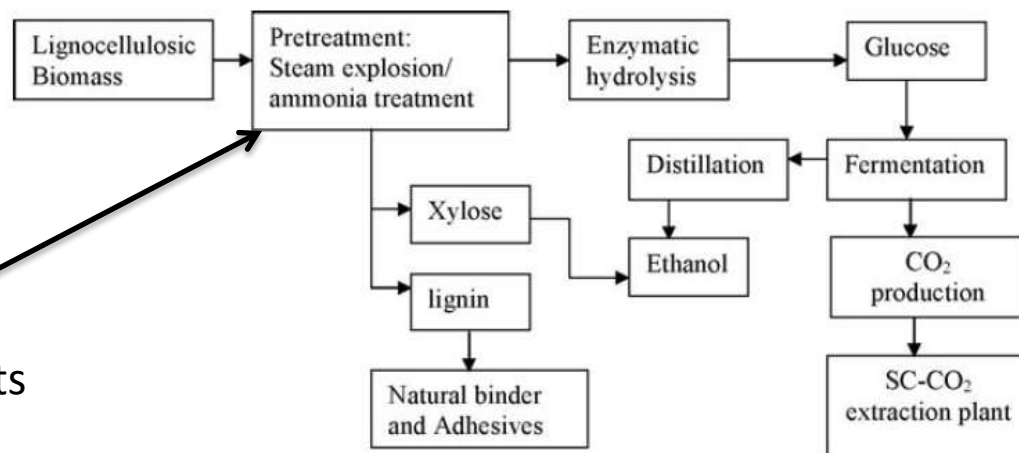 Lignocellulosic
Biomass
Pretreatment:
Steam explosion/
ammonia treatment
Enzymatic
hydrolysis
Glucose
Distillation
Fermentation
Xylose
Ethanol
CO₂
production
lignin
ts
Natural binder
and Adhesives
SC-CO₂
extraction plant